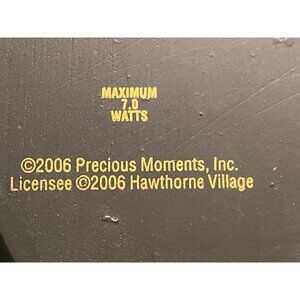 MAXIMUM
7.0
WATTS
©2006 Precious Moments, Inc.
Licensee ©2006 Hawthorne Village